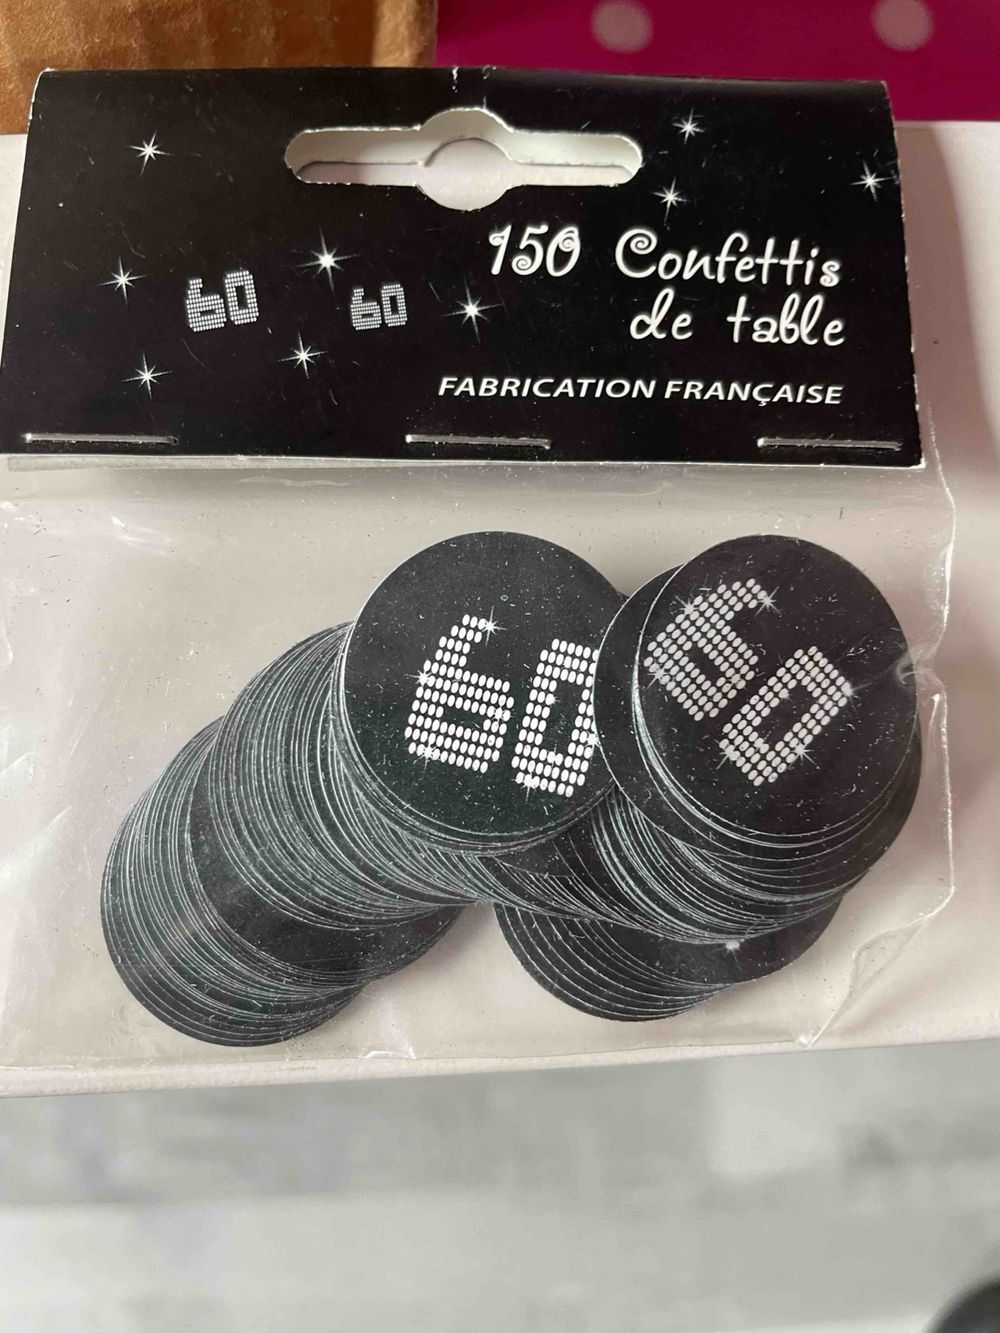 150 Confettis
de table
60 60
FABRICATION FRANÇAISE
60
60